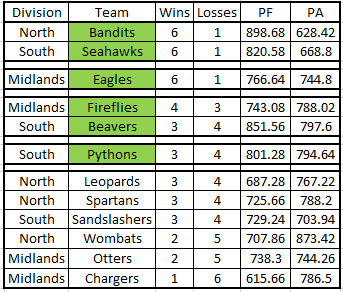 Division Team Wins Losses PF PA
North Bandits 6 1 898.68 628.42
South Seahawks 6 1 820.58 668.8
Midlands Eagles 6 1 766.64 744.8
Midlands Fireflies 4 3 743.08 788.02
South Beavers 3 4 851.56 797.6
South Pythons 3 4 801.28 794.64
North Leopards 3 4 687.28 767.22
North Spartans 3 4 725.66 788.2
South Sandslashers 3 4 729.24 703.94
North Wombats 2 5 707.86 873.42
Midlands Otters 2 5 738.3 744.26
Midlands Chargers 1 6 615.66 786.5